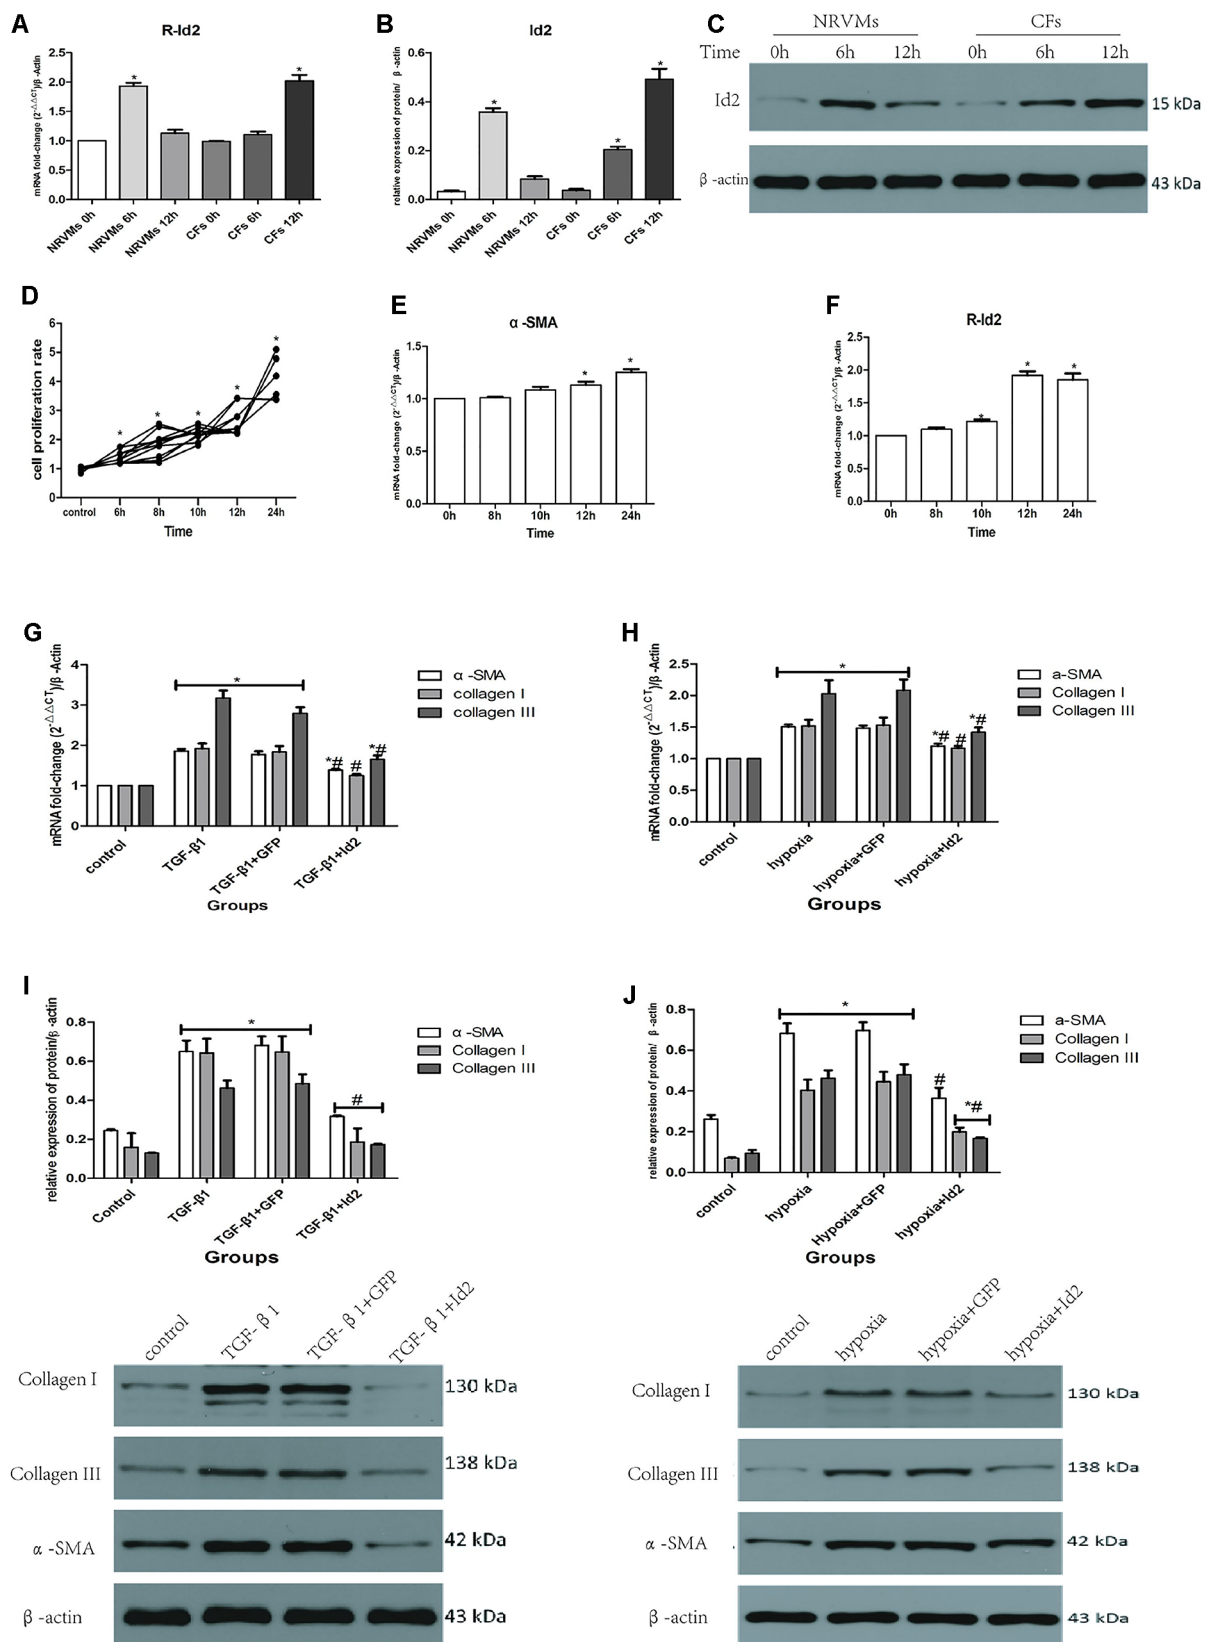 A
R-Id2
mRNA fold-change (2-△△CT)/β-Actin
2.5
2.0
1.5
1.0
0.5
0.0
NRVMs 0h
NRVMs 6h
NRVMs 12h
CFs 0h
CFs 6h
CFs 12h
*
*
B
Id2
relative expression of protein/ β-actin
0.6
0.4
0.2
0.0
NRVMs 0h
NRVMs 6h
NRVMs 12h
CFs 0h
CFs 6h
CFs 12h
*
*
*
C
NRVMs CFs
Time 0h 6h 12h 0h 6h 12h
Id2 15 kDa
β-actin 43 kDa
D
cell proliferation rate
6
5
4
3
2
1
0
* * * * *
control 6h 8h 10h 12h 24h
Time
E
α-SMA
mRNA fold-change (2-△△CT)/β-Actin
1.5
1.0
0.5
0.0
* *
0h 8h 10h 12h 24h
Time
F
R-Id2
mRNA fold-change (2-△△CT)/β-Actin
2.5
2.0
1.5
1.0
0.5
0.0
* * *
0h 8h 10h 12h 24h
Time
G
mRNA fold-change (2-△△CT)/β-Actin
4
3
2
1
0
*
*# # *#
α-SMA
collagen I
collagen III
control
TGF-β1
TGF-β1+GFP
TGF-β1+Id2
Groups
H
mRNA fold-change (2-△△CT)/β-Actin
2.5
2.0
1.5
1.0
0.5
0.0
*
*# # *#
a-SMA
Collagen I
Collagen III
control
hypoxia
hypoxia+GFP
hypoxia+Id2
Groups
I
relative expression of protein/β-actin
0.8
0.6
0.4
0.2
0.0
*
#
α-SMA
Collagen I
Collagen III
Control
TGF-β1
TGF-β1+GFP
TGF-β1+Id2
Groups
control
TGF-β1
TGF-β1+GFP
TGF-β1+Id2
Collagen I 130 kDa
Collagen III 138 kDa
α-SMA 42 kDa
β-actin 43 kDa
J
relative expression of protein/ β-actin
0.8
0.6
0.4
0.2
0.0
*
#
*#
a-SMA
Collagen I
Collagen III
control
hypoxia
Hypoxia+GFP
hypoxia+Id2
Groups
control
hypoxia
hypoxia+GFP
hypoxia+Id2
Collagen I 130 kDa
Collagen III 138 kDa
α-SMA 42 kDa
β-actin 43 kDa